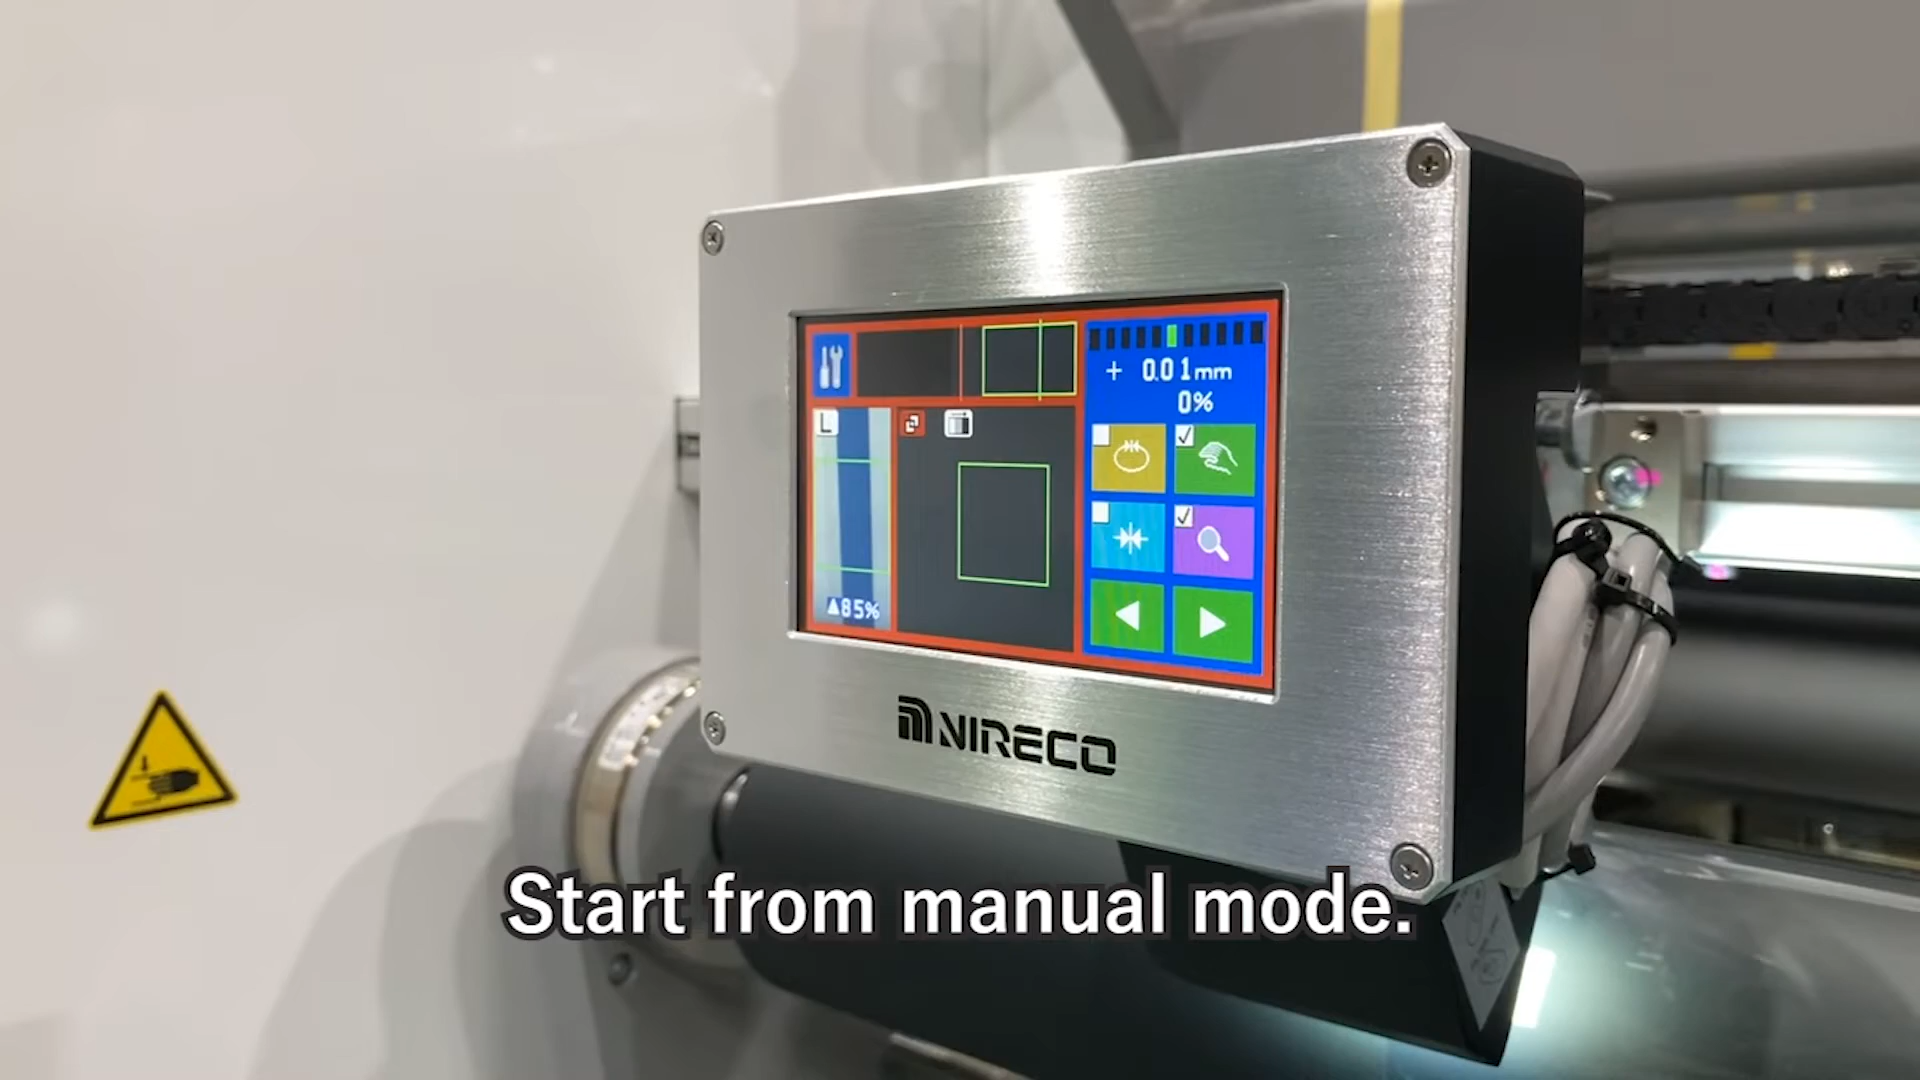 + 0.01mm
0%
L
▲85%
NIRECO
Start from manual mode.